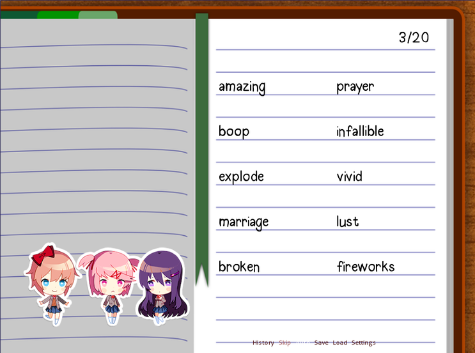 3/20
amazing prayer
boop infallible
explode vivid
marriage lust
broken fireworks
History Skip Save Load Settings